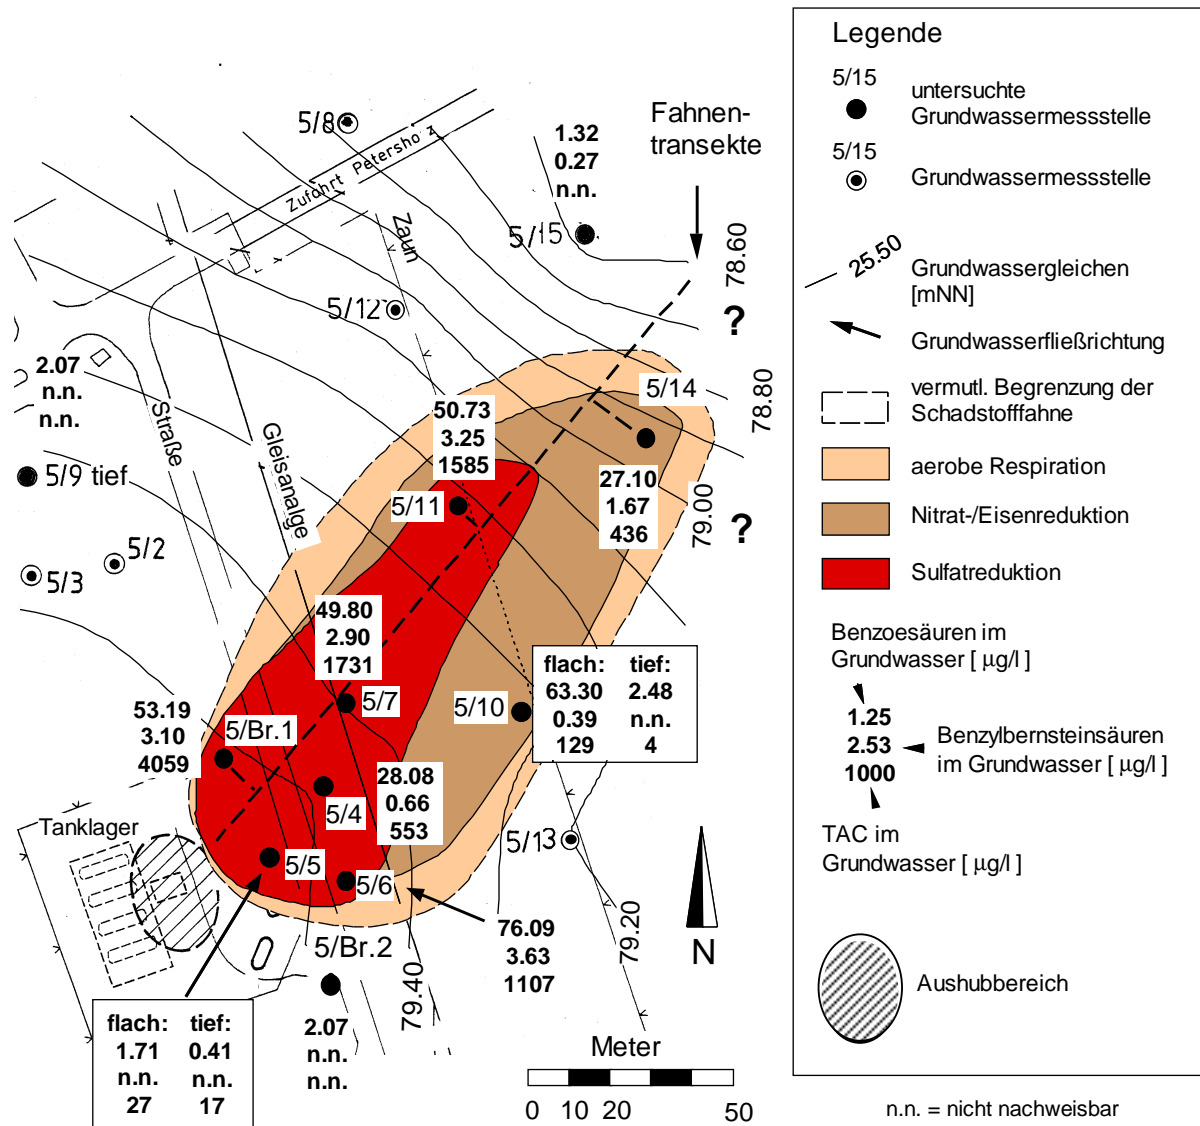 Fahnen-
transekte
5/8
Zufahrt Petersho z
1.32
0.27
n.n.
5/15
Zaun
78.60
?
5/12
2.07
n.n.
n.n.
5/14
78.80
Straße
50.73
3.25
1585
Gleisanalge
5/9 tief
27.10
1.67
436
79.00
?
5/11
5/2
5/3
49.80
2.90
1731
flach: tief:
63.30 2.48
0.39 n.n.
129 4
5/7
5/10
53.19
3.10
4059
5/Br.1
28.08
0.66
553
5/4
Tanklager
5/13
5/5
5/6
76.09
3.63
1107
79.20
5/Br.2
79.40
N
flach: tief:
1.71 0.41
n.n. n.n.
27 17
2.07
n.n.
n.n.
Meter
0 10 20 50
Legende
5/15
untersuchte
Grundwassermessstelle
5/15
Grundwassermessstelle
25.50
Grundwassergleichen
[mNN]
Grundwasserfließrichtung
vermutl. Begrenzung der
Schadstofffahne
aerobe Respiration
Nitrat-/Eisenreduktion
Sulfatreduktion
Benzoesäuren im
Grundwasser [ µg/l ]
1.25
2.53
1000
Benzylbernsteinsäuren
im Grundwasser [ µg/l ]
TAC im
Grundwasser [ µg/l ]
Aushubbereich
n.n. = nicht nachweisbar